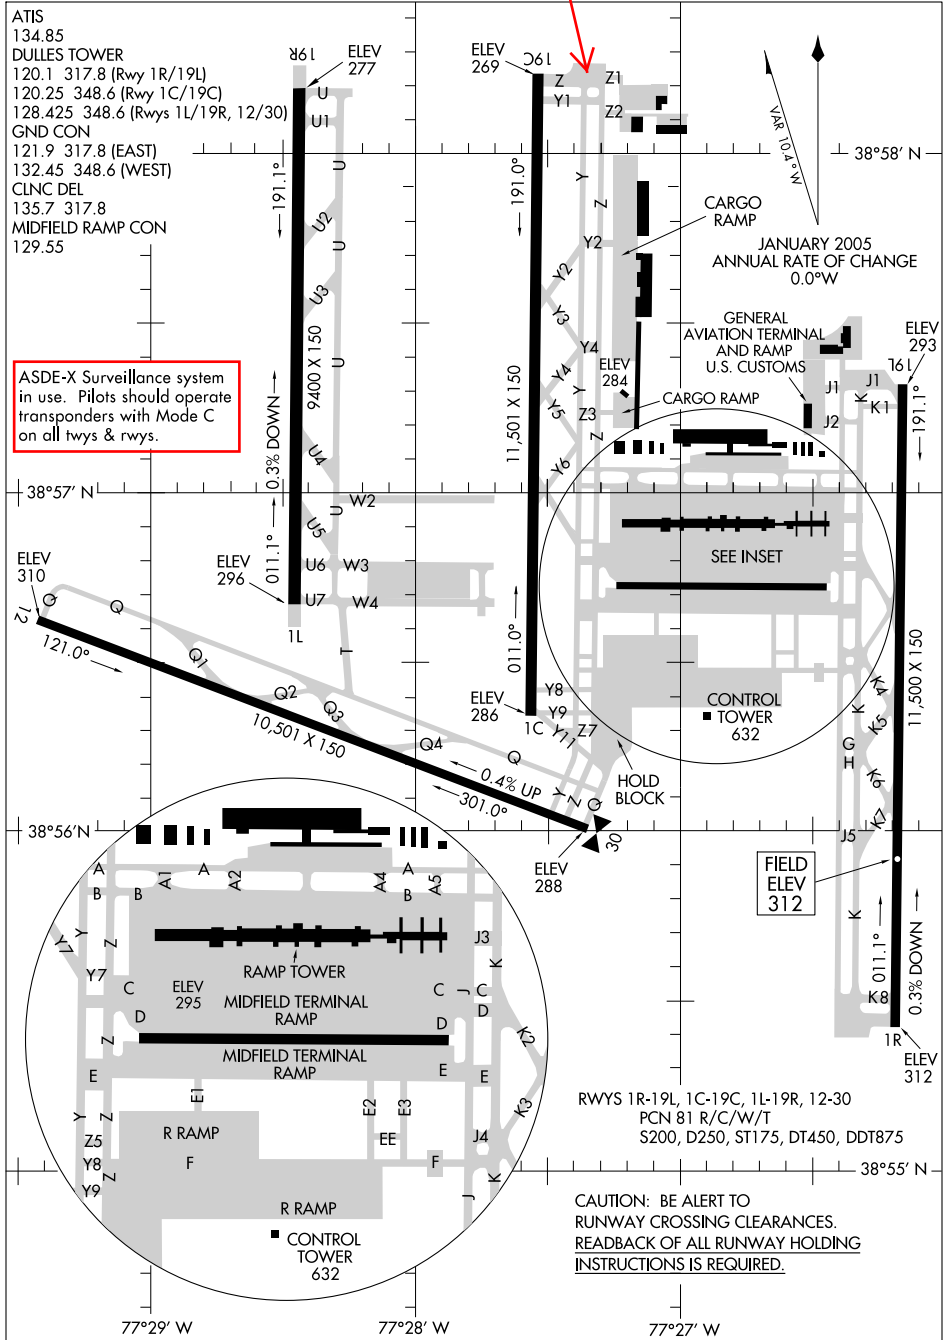 ATIS
134.85
DULLES TOWER
120.1 317.8 (Rwy 1R/19L)
120.25 348.6 (Rwy 1C/19C)
128.425 348.6 (Rwys 1L/19R, 12/30)
GND CON
121.9 317.8 (EAST)
132.45 348.6 (WEST)
CLNC DEL
135.7 317.8
MIDFIELD RAMP CON
129.55
ASDE-X Surveillance system
in use. Pilots should operate
transponders with Mode C
on all twys & rwys.
19R
ELEV
277
U
U1
U
191.1°
U2
U
U3
9400 X 150
U
0.3% DOWN
U4
U
U5
011.1°
W2
U6
W3
U7
W4
ELEV
296
1L
T
ELEV
269
19C
Z
Z1
Y1
Z2
191.0°
Y
Z
Y2
Y2
Y3
Y4
Y4
Y
Y5
Z3
Z
Y6
11,501 X 150
011.0°
ELEV
286
1C
Y8
Y9
Z7
Y11
CARGO
RAMP
ELEV
284
CARGO RAMP
VAR 10.4° W
38°58' N
JANUARY 2005
ANNUAL RATE OF CHANGE
0.0°W
GENERAL
AVIATION TERMINAL
AND RAMP
U.S. CUSTOMS
ELEV
293
19L
J1
J1
K
K1
J2
191.1°
38°57' N
SEE INSET
11,500 X 150
K4
K
K5
G
H
K6
K7
J5
K
CONTROL
TOWER
632
HOLD
BLOCK
FIELD
ELEV
312
011.1°
0.3% DOWN
K8
1R
ELEV
312
ELEV
310
12
Q
Q
121.0°
Q1
Q2
Q3
Q4
Q
10,501 X 150
0.4% UP
301.0°
Y
Z
Q
30
ELEV
288
38°56'N
A
A1
A
A2
A4
A
A5
B
B
B
Y
Z
Y7
J3
K
RAMP TOWER
Y7
C
ELEV
295
MIDFIELD TERMINAL
RAMP
C
J
C
D
D
D
K2
Z
MIDFIELD TERMINAL
RAMP
E
E
E
E1
E2
E3
K3
Y
Z
R RAMP
Z5
EE
J4
Y8
F
F
Z
Y9
K
J
R RAMP
CONTROL
TOWER
632
RWYS 1R-19L, 1C-19C, 1L-19R, 12-30
PCN 81 R/C/W/T
S200, D250, ST175, DT450, DDT875
38°55' N
CAUTION: BE ALERT TO
RUNWAY CROSSING CLEARANCES.
READBACK OF ALL RUNWAY HOLDING
INSTRUCTIONS IS REQUIRED.
77°29' W
77°28' W
77°27' W